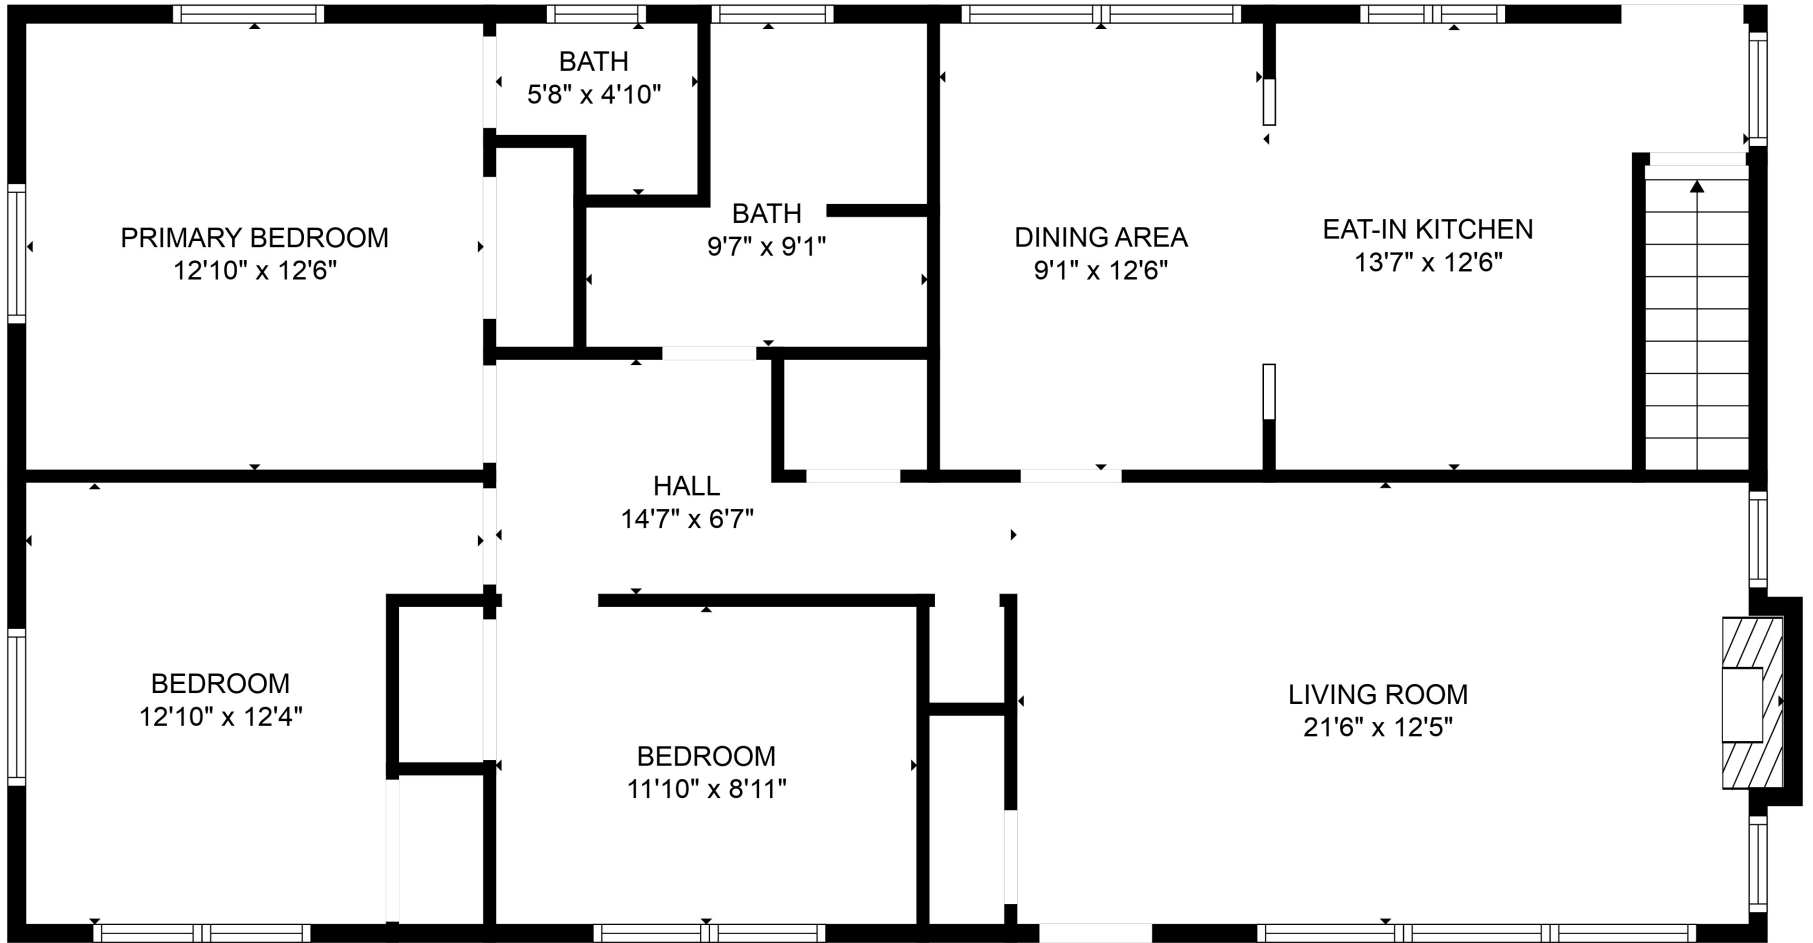 BATH
5'8" x 4'10"
BATH
9'7" x 9'1"
PRIMARY BEDROOM
12'10" x 12'6"
DINING AREA
9'1" x 12'6"
EAT-IN KITCHEN
13'7" x 12'6"
HALL
14'7" x 6'7"
BEDROOM
12'10" x 12'4"
BEDROOM
11'10" x 8'11"
LIVING ROOM
21'6" x 12'5"